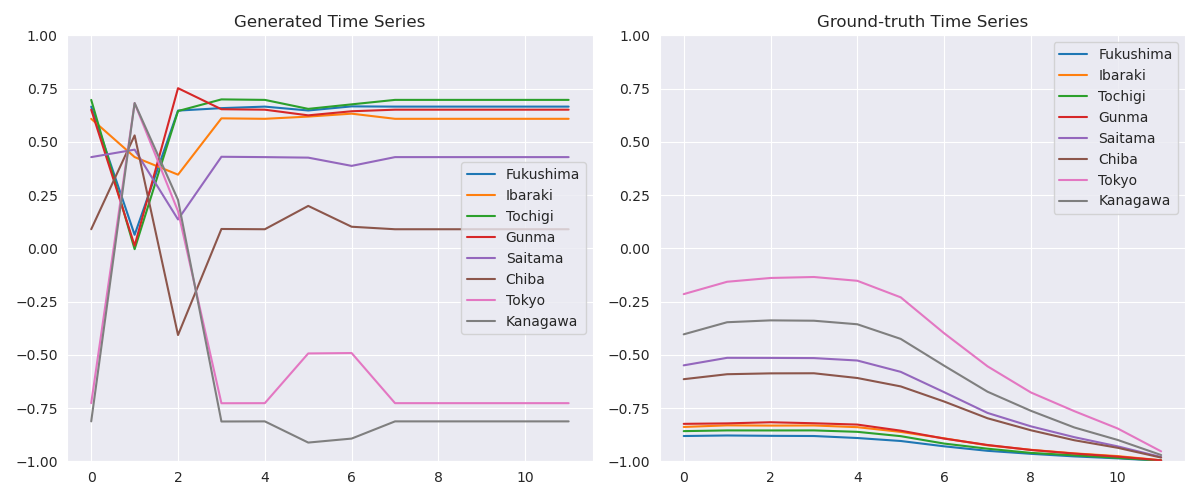 Generated Time Series
1.00
0.75
0.50
0.25
0.00
−0.25
−0.50
−0.75
−1.00
0 2 4 6 8 10
Fukushima
Ibaraki
Tochigi
Gunma
Saitama
Chiba
Tokyo
Kanagawa
Ground-truth Time Series
1.00
0.75
0.50
0.25
0.00
−0.25
−0.50
−0.75
−1.00
0 2 4 6 8 10
Fukushima
Ibaraki
Tochigi
Gunma
Saitama
Chiba
Tokyo
Kanagawa